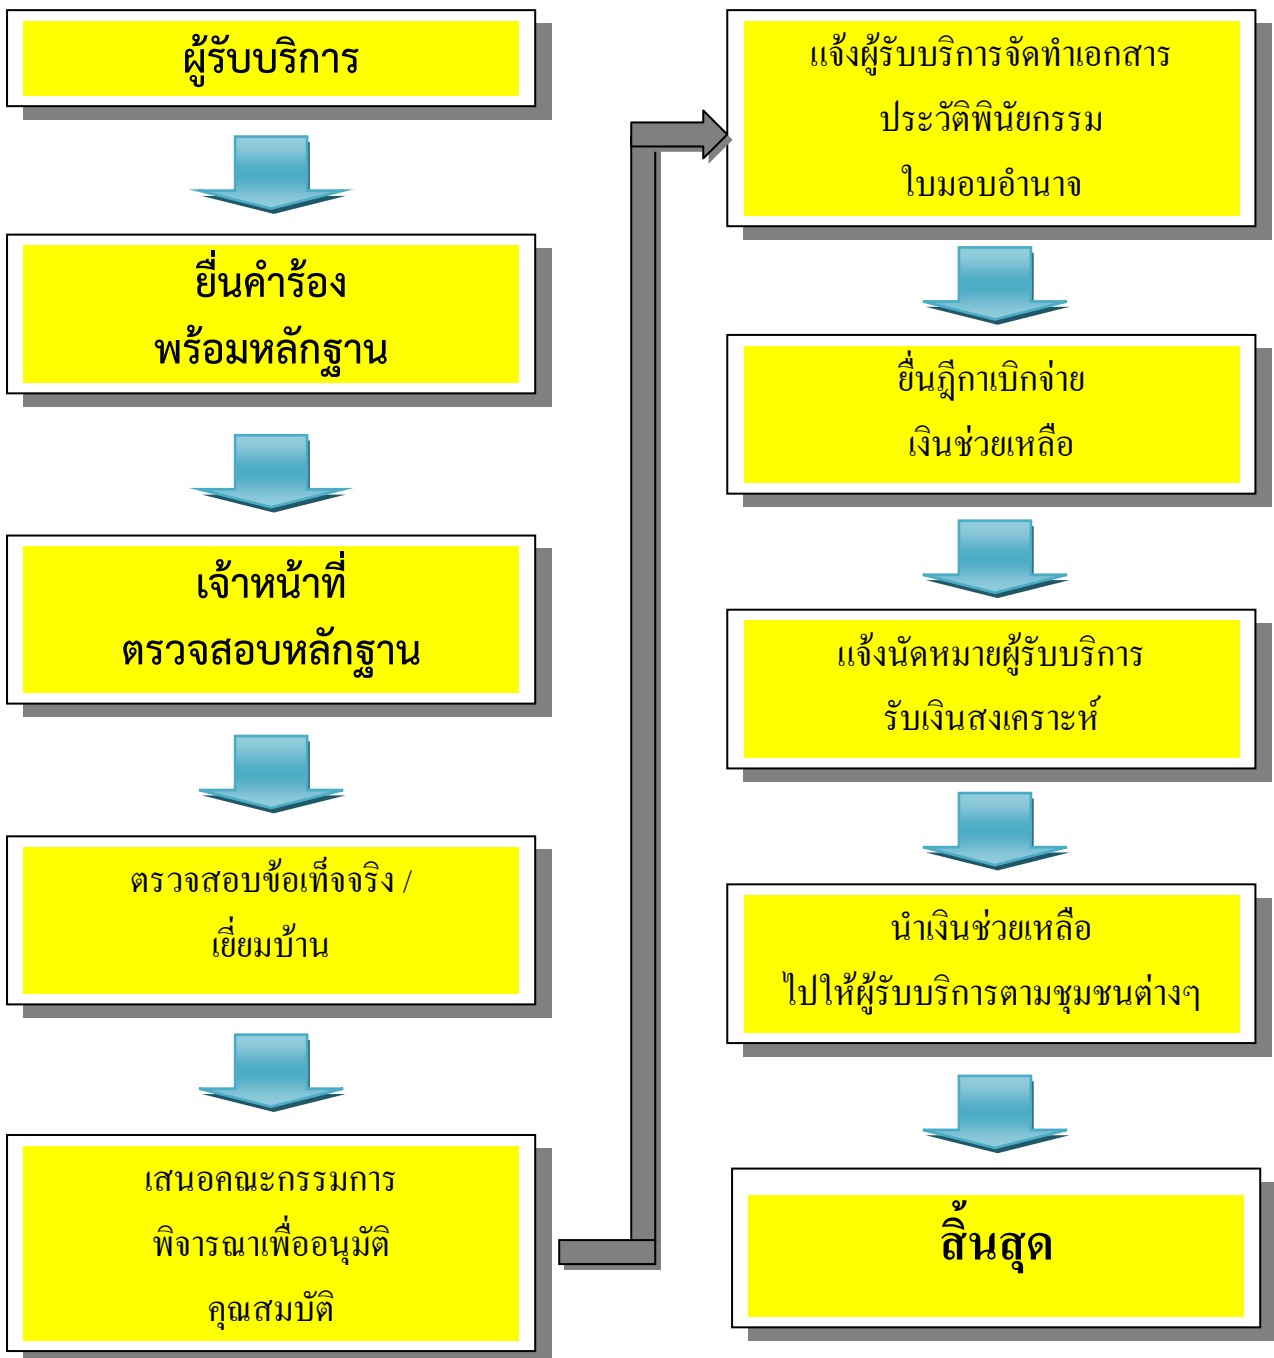 ผู้รับบริการ
ยื่นคำร้อง
พร้อมหลักฐาน
เจ้าหน้าที่
ตรวจสอบหลักฐาน
ตรวจสอบข้อเท็จจริง /
เยี่ยมบ้าน
เสนอคณะกรรมการ
พิจารณาเพื่ออนุมัติ
คุณสมบัติ
แจ้งผู้รับบริการจัดทำเอกสาร
ประวัติพินัยกรรม
ใบมอบอำนาจ
ยื่นฎีกาเบิกจ่าย
เงินช่วยเหลือ
แจ้งนัดหมายผู้รับบริการ
รับเงินสงเคราะห์
นำเงินช่วยเหลือ
ไปให้ผู้รับบริการตามชุมชนต่างๆ
สิ้นสุด